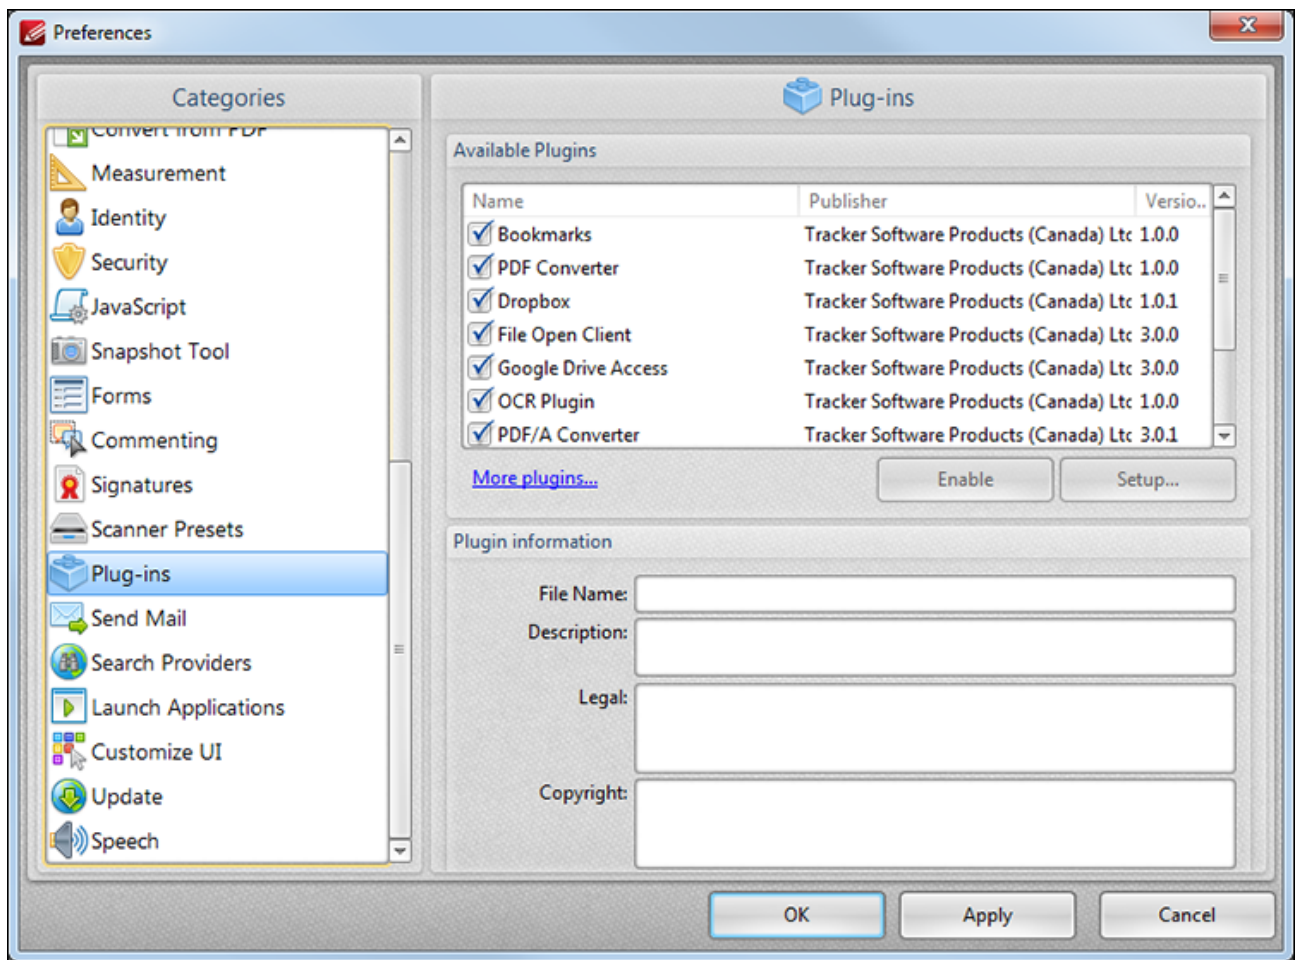 Preferences
Categories
Convert from PDF
Measurement
Identity
Security
JavaScript
Snapshot Tool
Forms
Commenting
Signatures
Scanner Presets
Plug-ins
Send Mail
Search Providers
Launch Applications
Customize UI
Update
Speech
Plug-ins
Available Plugins
Name Publisher Versio..
Bookmarks Tracker Software Products (Canada) Ltc 1.0.0
PDF Converter Tracker Software Products (Canada) Ltc 1.0.0
Dropbox Tracker Software Products (Canada) Ltc 1.0.1
File Open Client Tracker Software Products (Canada) Ltc 3.0.0
Google Drive Access Tracker Software Products (Canada) Ltc 3.0.0
OCR Plugin Tracker Software Products (Canada) Ltc 1.0.0
PDF/A Converter Tracker Software Products (Canada) Ltc 3.0.1
More plugins... Enable Setup...
Plugin information
File Name:
Description:
Legal:
Copyright:
OK Apply Cancel